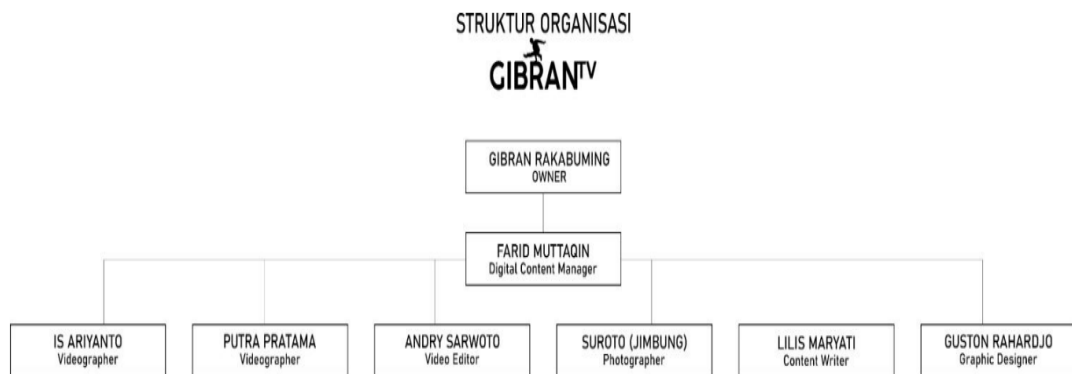 STRUKTUR ORGANISASI
GIBRANTV
GIBRAN RAKABUMING
OWNER
FARID MUTTAQIN
Digital Content Manager
IS ARIYANTO
Videographer
PUTRA PRATAMA
Videographer
ANDRY SARWOTO
Video Editor
SUROTO (JIMBUNG)
Photographer
LILIS MARYATI
Content Writer
GUSTON RAHARDJO
Graphic Designer